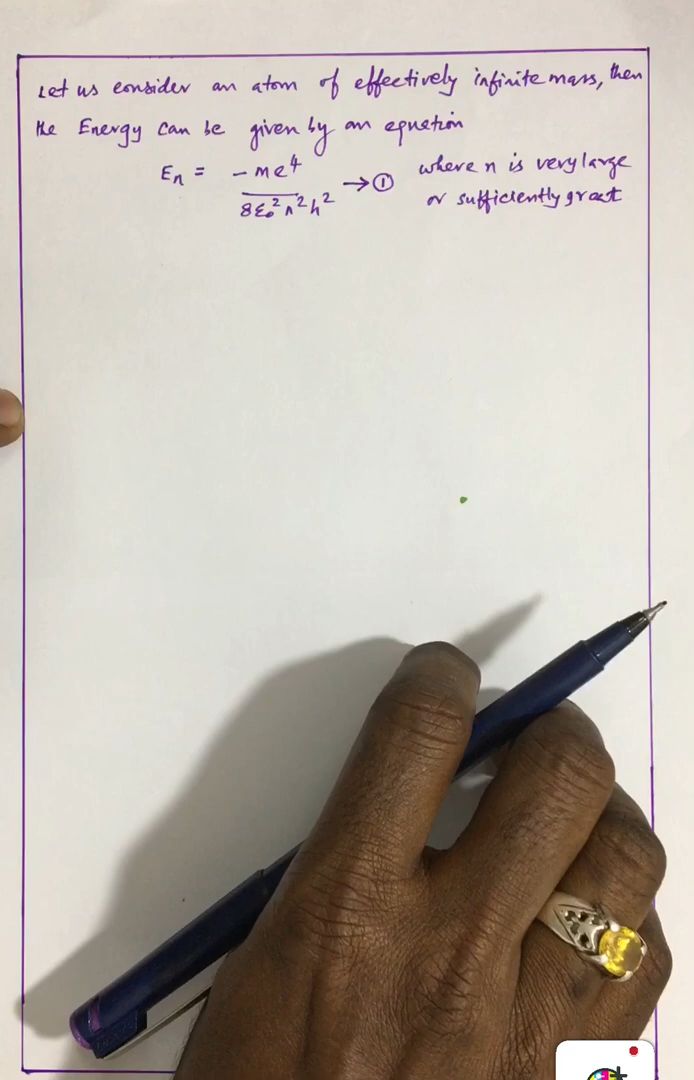 Let us consider an atom of effectively infinite mass, then
the Energy can be given by an equation
Eₙ = -me⁴ / 8ε₀²n²h² → ① where n is very large
or sufficiently great